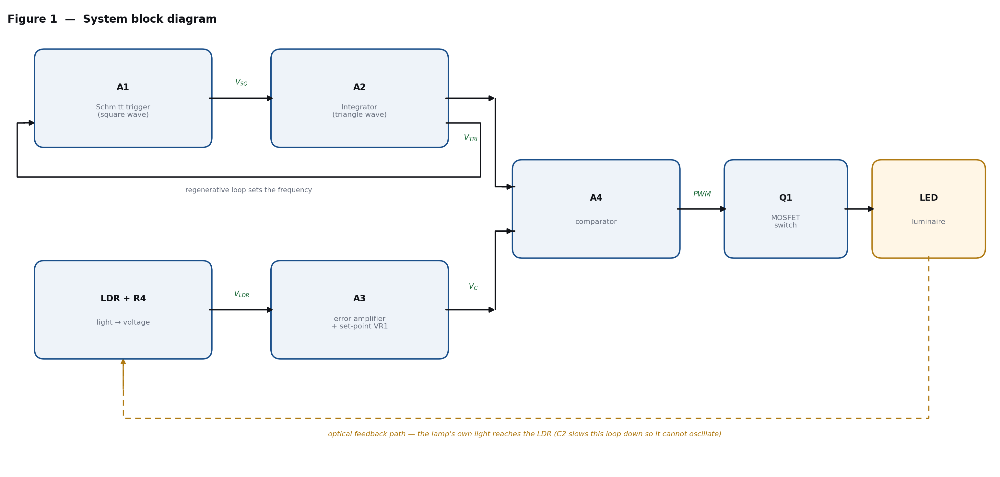 Figure 1 — System block diagram
A1
Schmitt trigger
(square wave)
V_SQ
A2
Integrator
(triangle wave)
V_TRI
regenerative loop sets the frequency
A4
comparator
PWM
Q1
MOSFET
switch
LED
luminaire
LDR + R4
light → voltage
V_LDR
A3
error amplifier
+ set-point VR1
V_C
optical feedback path — the lamp's own light reaches the LDR (C2 slows this loop down so it cannot oscillate)